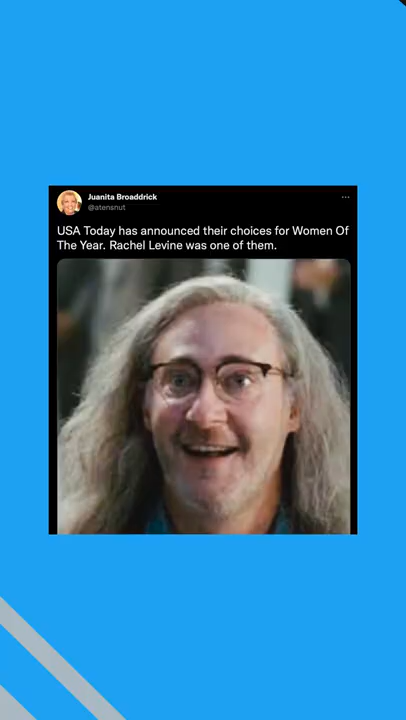 Juanita Broaddrick
@atensnut
USA Today has announced their choices for Women Of
The Year. Rachel Levine was one of them.